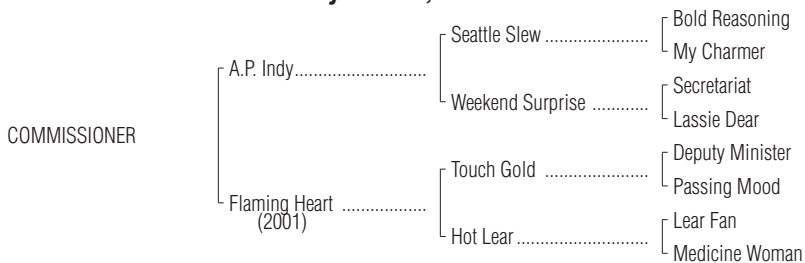 Bold Reasoning
Seattle Slew .......................
My Charmer
A.P. Indy............................
Secretariat
Weekend Surprise ............
Lassie Dear
COMMISSIONER
Deputy Minister
Touch Gold .......................
Passing Mood
Flaming Heart ..................
(2001)
Lear Fan
Hot Lear.............................
Medicine Woman